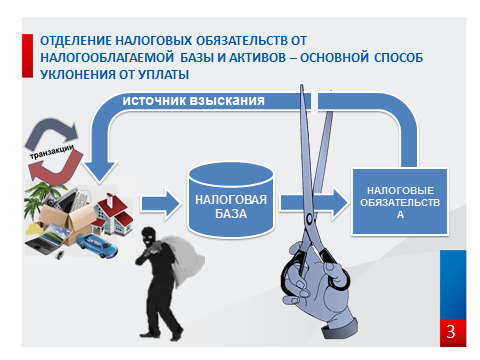 ОТДЕЛЕНИЕ НАЛОГОВЫХ ОБЯЗАТЕЛЬСТВ ОТ
НАЛОГООБЛАГАЕМОЙ БАЗЫ И АКТИВОВ – ОСНОВНОЙ СПОСОБ
УКЛОНЕНИЯ ОТ УПЛАТЫ
источник взыскания
транзакции
НАЛОГОВАЯ
БАЗА
НАЛОГОВЫЕ
ОБЯЗАТЕЛЬСТВ
А
3